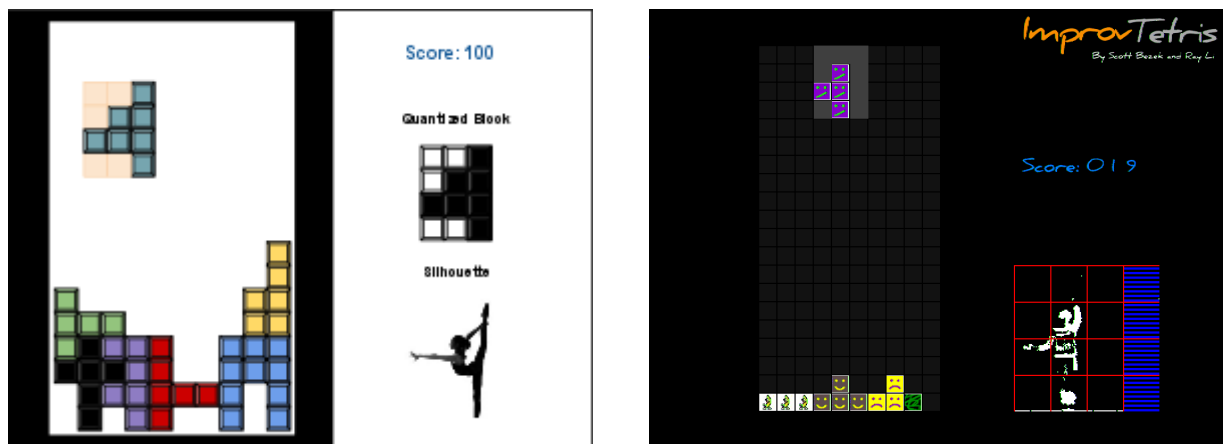 Score: 100
Quantized Block
Silhouette
ImprovTetris
By Scott Bezek and Ray Li
Score: 019